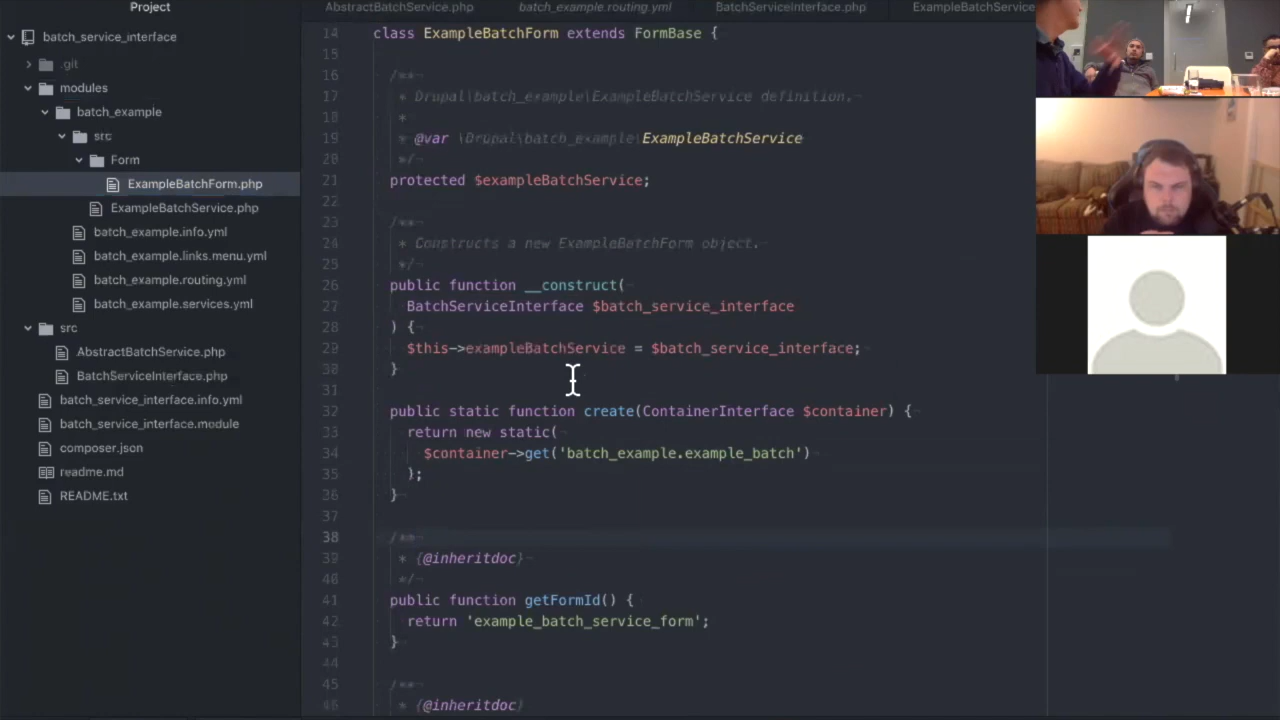 Project
batch_service_interface
.git
modules
batch_example
src
Form
ExampleBatchForm.php
ExampleBatchService.php
batch_example.info.yml
batch_example.links.menu.yml
batch_example.routing.yml
batch_example.services.yml
src
AbstractBatchService.php
BatchServiceInterface.php
batch_service_interface.info.yml
batch_service_interface.module
composer.json
readme.md
README.txt
AbstractBatchService.php batch_example.routing.yml BatchServiceInterface.php ExampleBatchService
14 class ExampleBatchForm extends FormBase {
15
16 /**
17 * Drupal\batch_example\ExampleBatchService definition.
18 *
19 * @var \Drupal\batch_example\ExampleBatchService
20 */
21 protected $exampleBatchService;
22
23 /**
24 * Constructs a new ExampleBatchForm object.
25 */
26 public function __construct(
27 BatchServiceInterface $batch_service_interface
28 ) {
29 $this->exampleBatchService = $batch_service_interface;
30 }
31
32 public static function create(ContainerInterface $container) {
33 return new static(
34 $container->get('batch_example.example_batch')
35 );
36 }
37
38 /**
39 * {@inheritdoc}
40 */
41 public function getFormId() {
42 return 'example_batch_service_form';
43 }
44
45 /**
46 * {@inheritdoc}